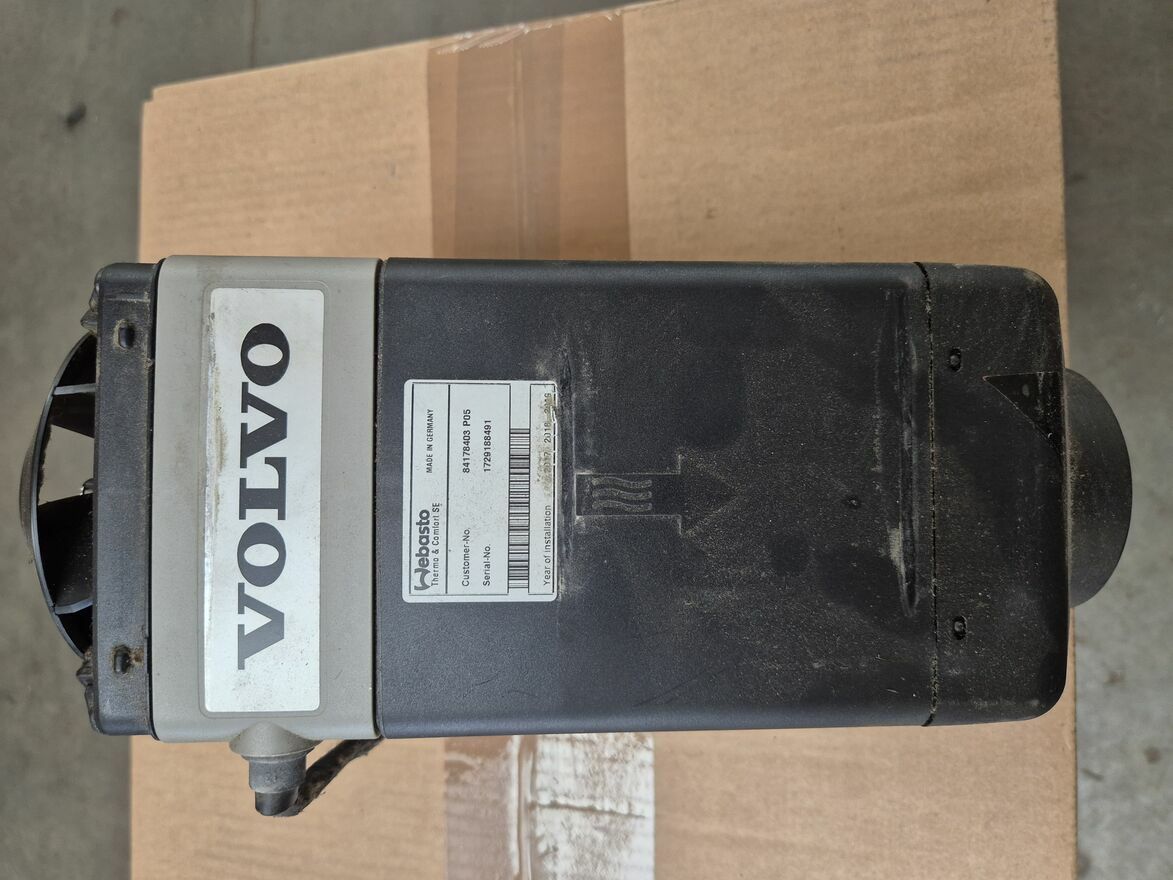 VOLVO
Webasto
Thermo & Comfort SE
MADE IN GERMANY
Customer-No. 84178403 P05
Serial-No. 1729188491
Year of installation 2017 2018 2019